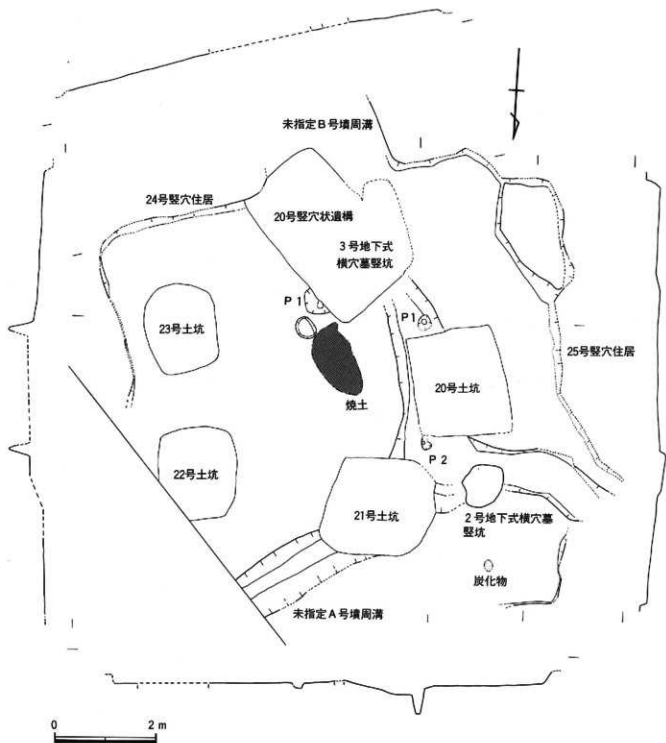 未指定B号墳周溝
24号竪穴住居
20号竪穴状遺構
3号地下式
横穴墓竪坑
P 1
P1
23号土坑
25号竪穴住居
20号土坑
焼土
P 2
22号土坑
21号土坑
2号地下式横穴墓
竪坑
炭化物
未指定A号墳周溝
0 2 m